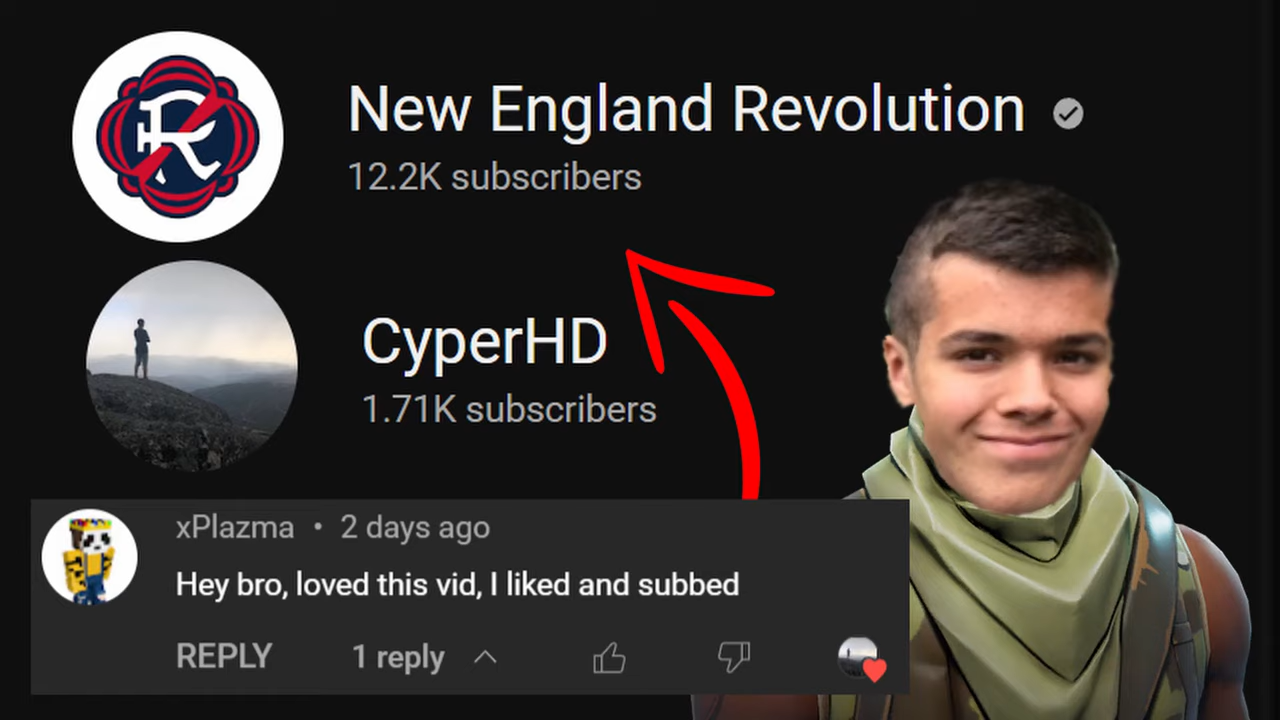 New England Revolution
12.2K subscribers
CyperHD
1.71K subscribers
xPlazma • 2 days ago
Hey bro, loved this vid, I liked and subbed
REPLY 1 reply